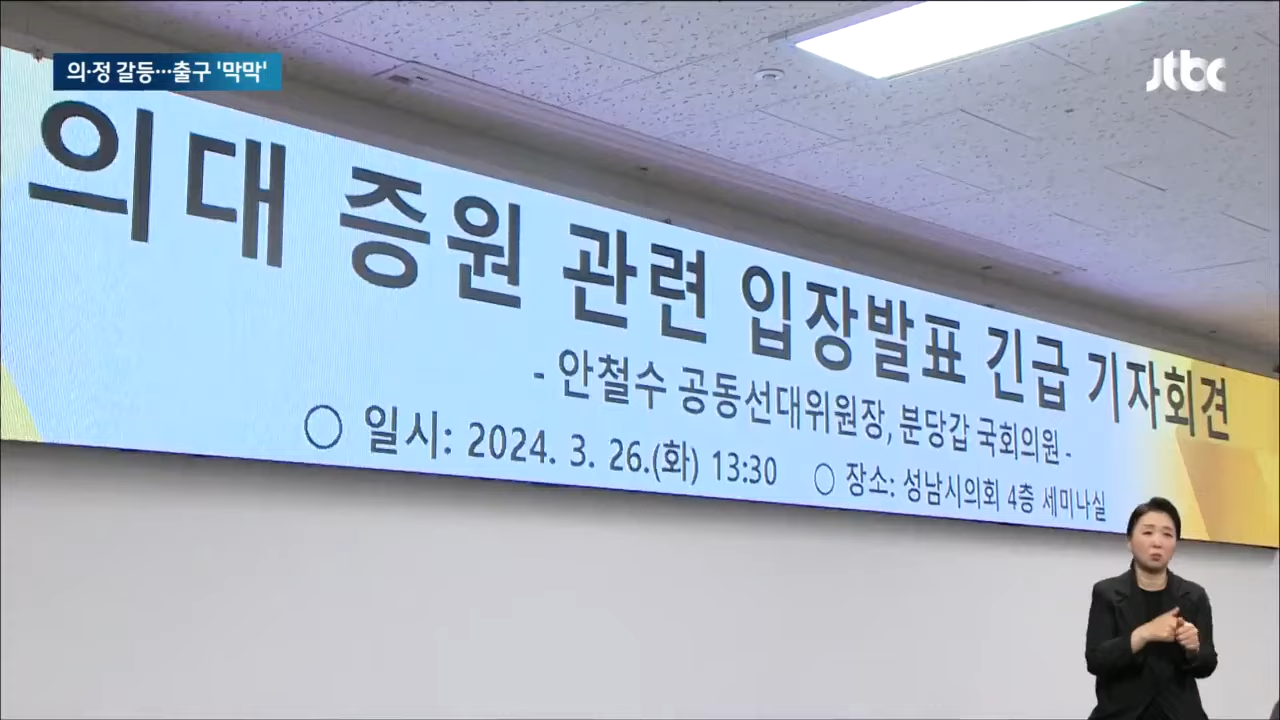 의·정 갈등…출구 '막막'
jtbc
의대 증원 관련 입장발표 긴급 기자회견
- 안철수 공동선대위원장, 분당갑 국회의원 -
○ 일시: 2024. 3. 26.(화) 13:30 ○ 장소: 성남시의회 4층 세미나실